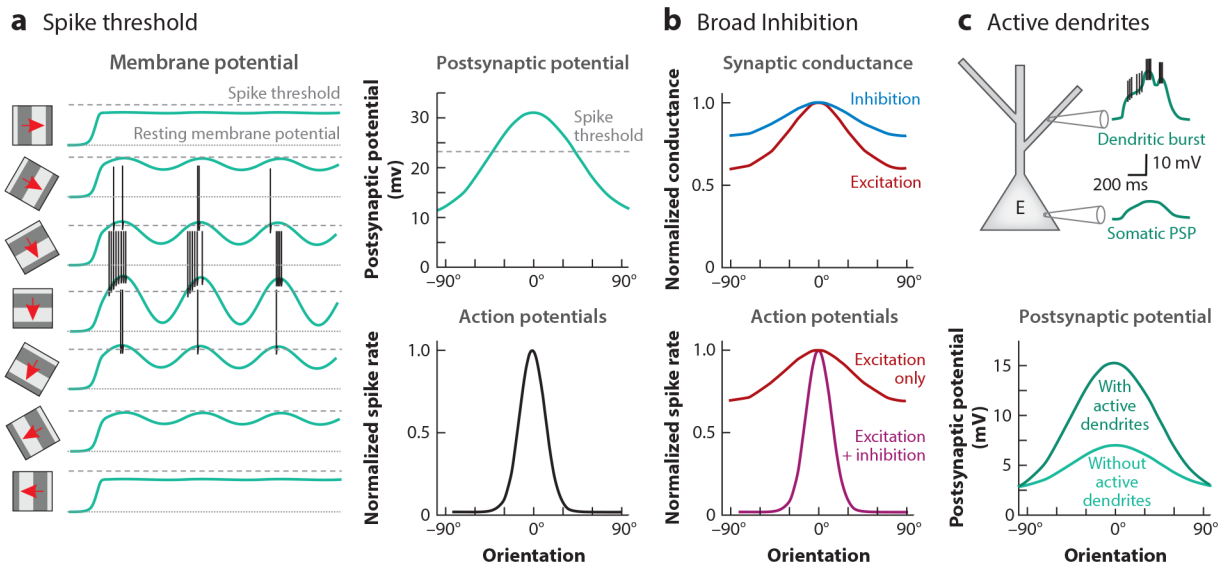 a Spike threshold
Membrane potential
Spike threshold
Resting membrane potential
Postsynaptic potential
Postsynaptic potential
(mv)
30
20
30
10
0
Spike
threshold
−90°
0°
90°
Action potentials
Normalized spike rate
1.0
0.5
0
−90°
0°
90°
Orientation
b Broad Inhibition
Synaptic conductance
Normalized conductance
1.0
0.5
0
Inhibition
Excitation
−90°
0°
90°
Action potentials
Normalized spike rate
1.0
0.5
0
Excitation
only
Excitation
+ inhibition
−90°
0°
90°
Orientation
c Active dendrites
Dendritic burst
10 mV
200 ms
E
Somatic PSP
Postsynaptic potential
Postsynaptic potential
(mV)
15
10
5
0
With
active
dendrites
Without
active
dendrites
−90°
0°
90°
Orientation